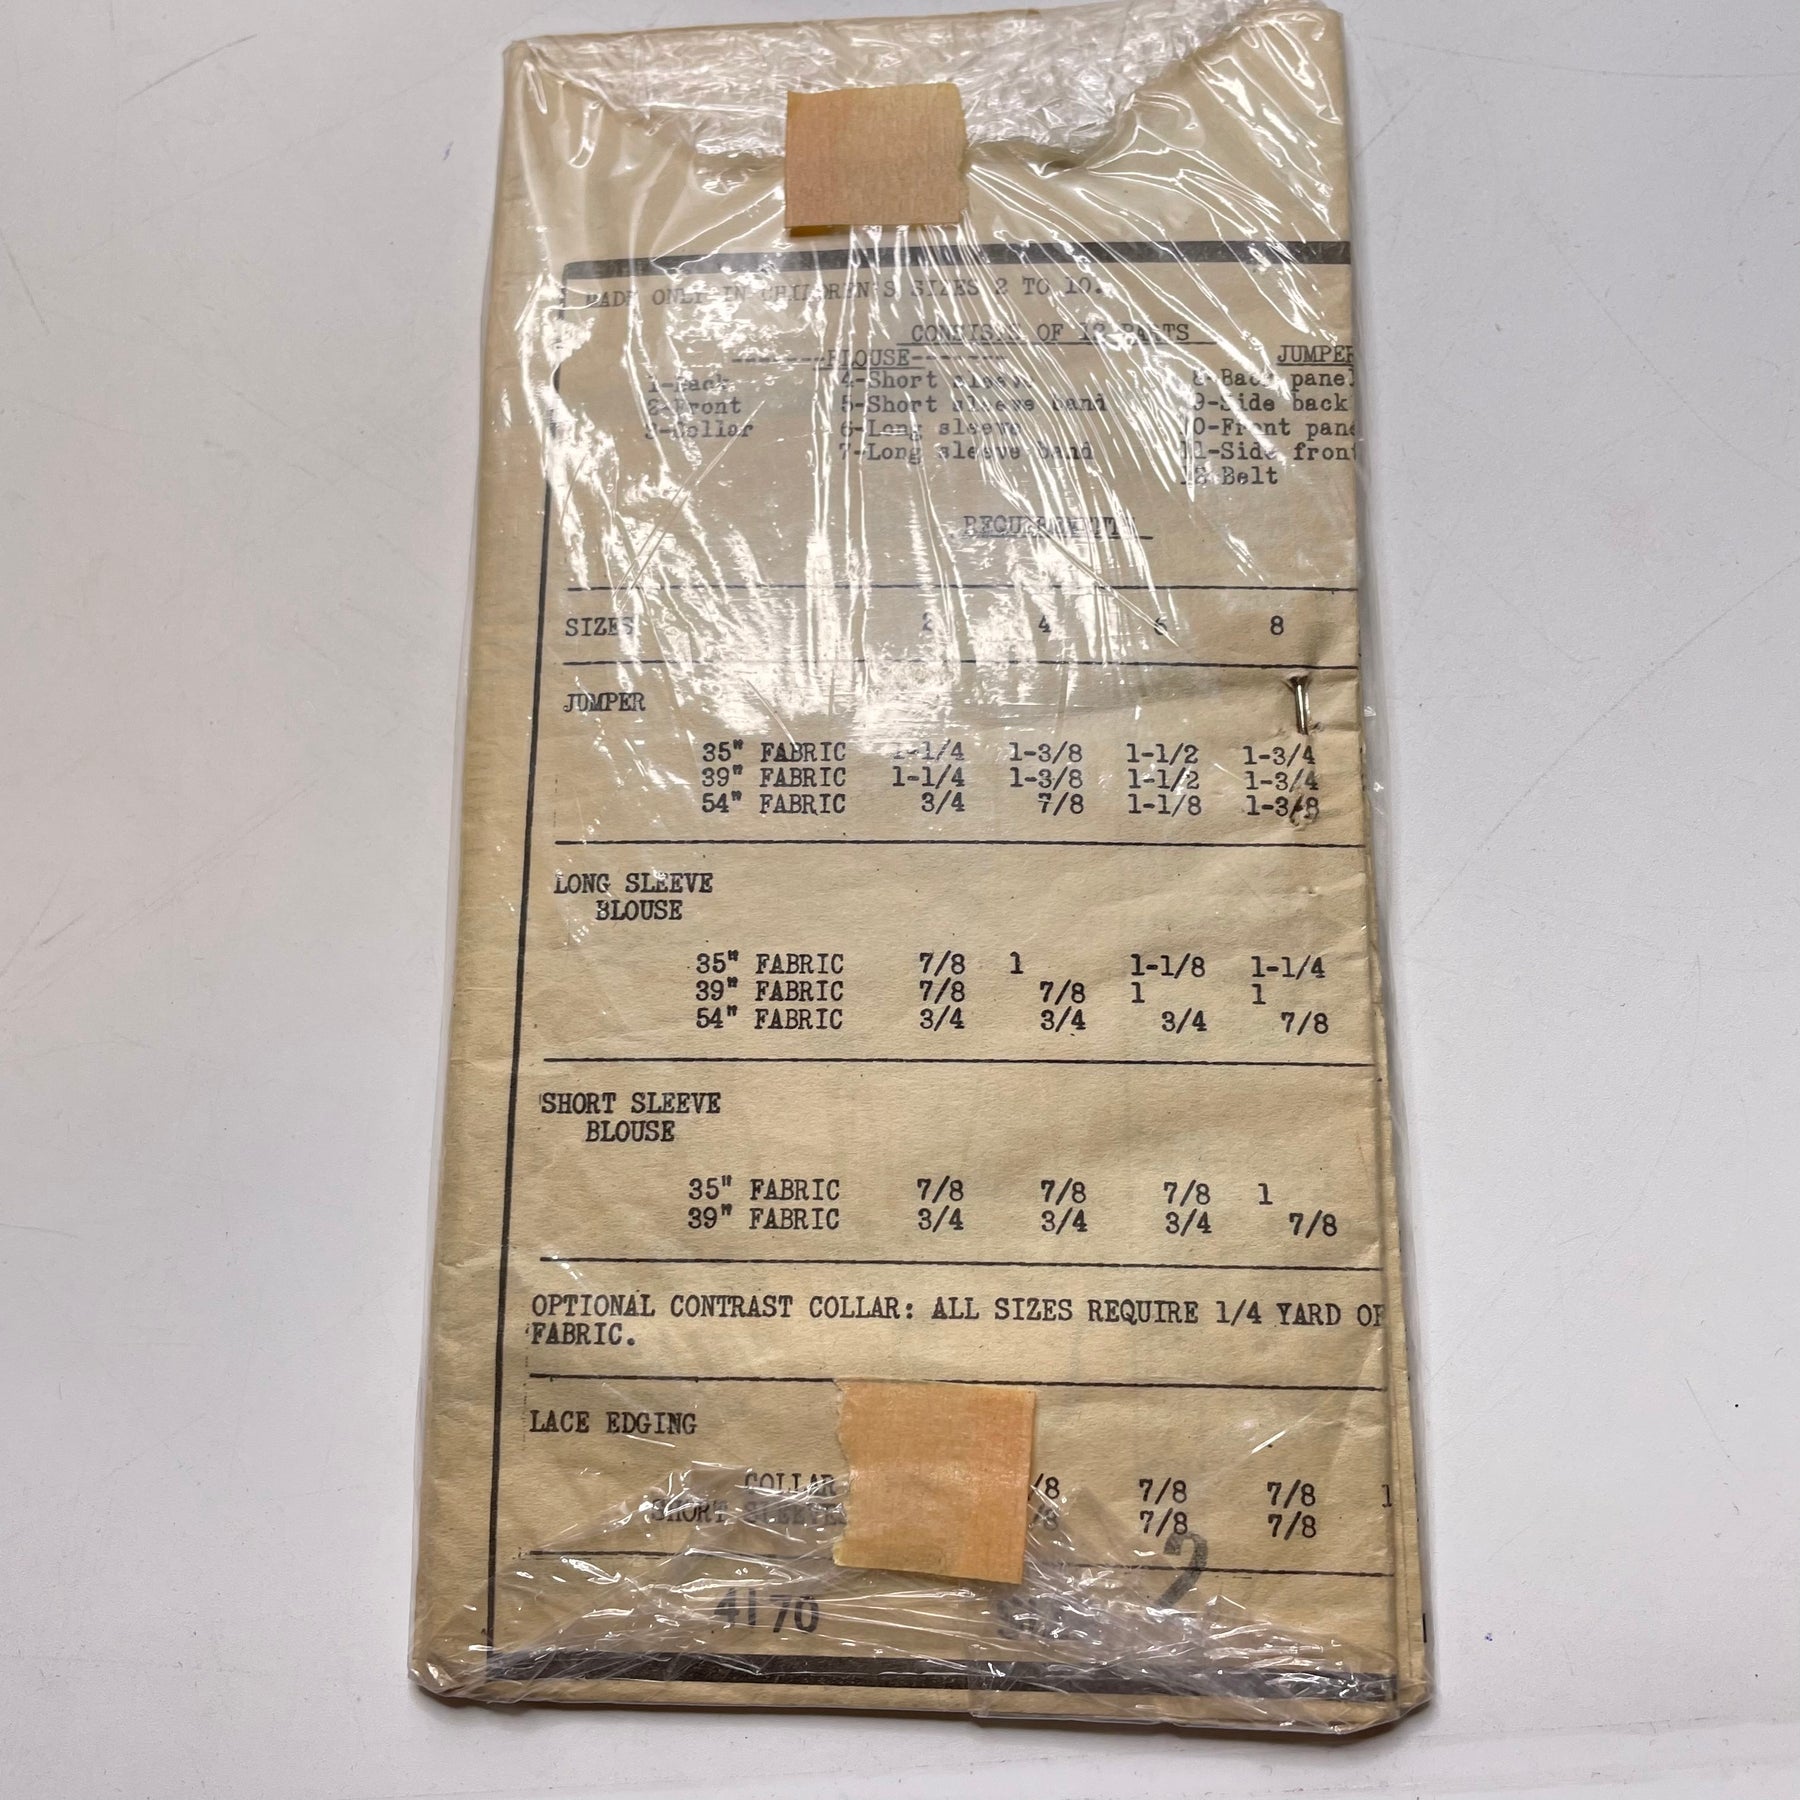 MADE ONLY IN CHILDREN'S SIZES 2 TO 10.
CONSISTS OF 12 PARTS
-------BLOUSE------- JUMPER
1-Back 4-Short sleeve 8-Back panel
2-Front 5-Short sleeve band 9-Side back
3-Collar 6-Long sleeve 10-Front pane
7-Long sleeve band 11-Side front
12-Belt
REQUIREMENTS
SIZES 2 4 6 8
JUMPER
35" FABRIC 1-1/4 1-3/8 1-1/2 1-3/4
39" FABRIC 1-1/4 1-3/8 1-1/2 1-3/4
54" FABRIC 3/4 7/8 1-1/8 1-3/8
LONG SLEEVE
BLOUSE
35" FABRIC 7/8 1 1-1/8 1-1/4
39" FABRIC 7/8 7/8 1 1
54" FABRIC 3/4 3/4 3/4 7/8
SHORT SLEEVE
BLOUSE
35" FABRIC 7/8 7/8 7/8 1
39" FABRIC 3/4 3/4 3/4 7/8
OPTIONAL CONTRAST COLLAR: ALL SIZES REQUIRE 1/4 YARD OF
FABRIC.
LACE EDGING
COLLAR /8 7/8 7/8 1
SHORT SLEEVES /8 7/8 7/8
4170 2